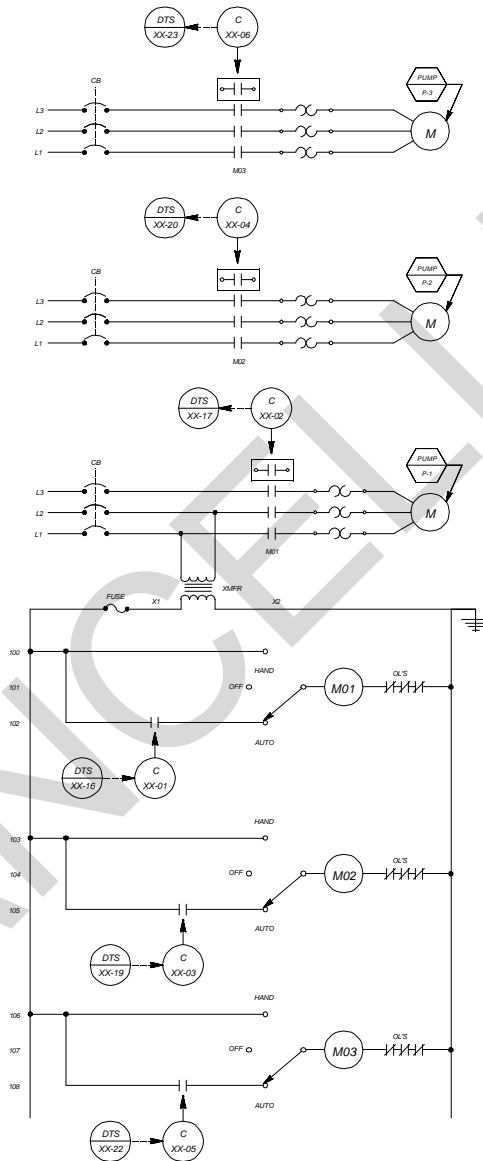 DTS
XX-23
C
XX-06
CB
PUMP
P-3
L3
L2
L1
M
M03
DTS
XX-20
C
XX-04
CB
PUMP
P-2
L3
L2
L1
M
M02
DTS
XX-17
C
XX-02
CB
PUMP
P-1
L3
L2
L1
M
M01
XMFR
FUSE
X1
X2
100
HAND
101
OFF
M01
OL'S
102
AUTO
DTS
XX-16
C
XX-01
103
HAND
104
OFF
M02
OL'S
105
AUTO
DTS
XX-19
C
XX-03
106
HAND
107
OFF
M03
OL'S
108
AUTO
DTS
XX-22
C
XX-05